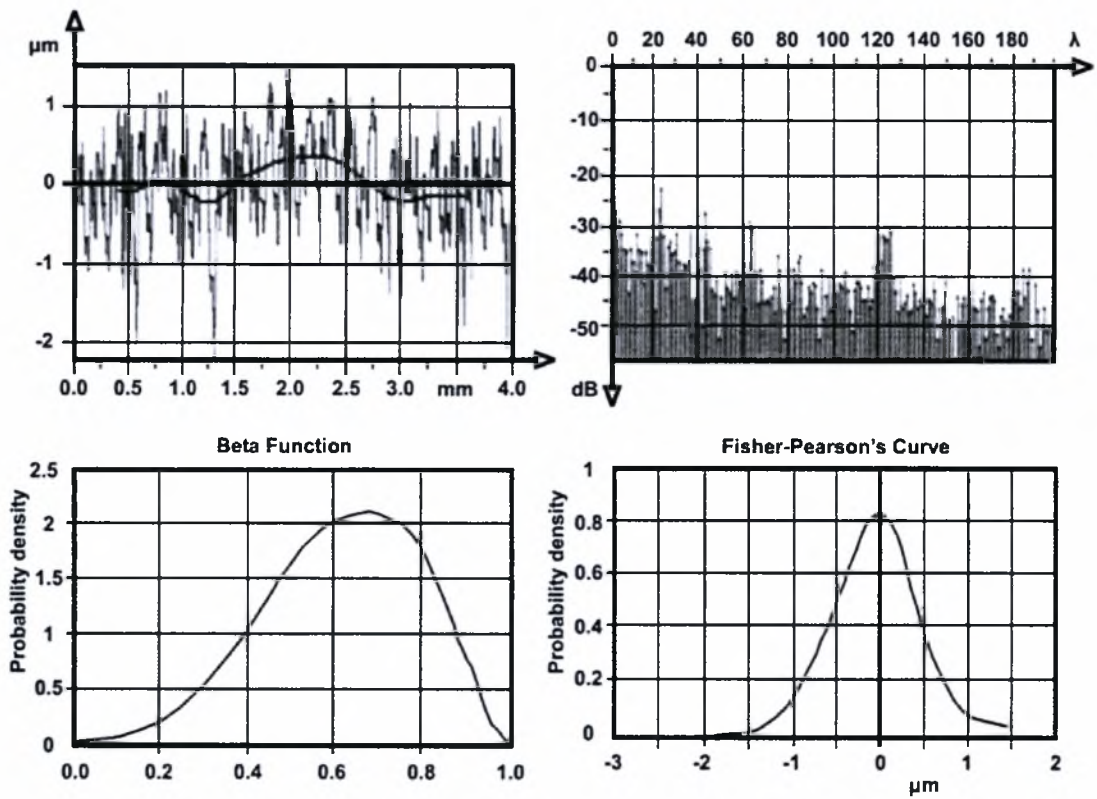 µm
1
0
-1
-2
0.0 0.5 1.0 1.5 2.0 2.5 3.0 mm 4.0
0 20 40 60 80 100 120 140 160 180 λ
0
-10
-20
-30
-40
-50
dB
Beta Function
Probability density
2.5
2
1.5
1
0.5
0
0.0 0.2 0.4 0.6 0.8 1.0
Fisher-Pearson's Curve
Probability density
1
0.8
0.6
0.4
0.2
0
-3 -2 -1 0 1 2
µm